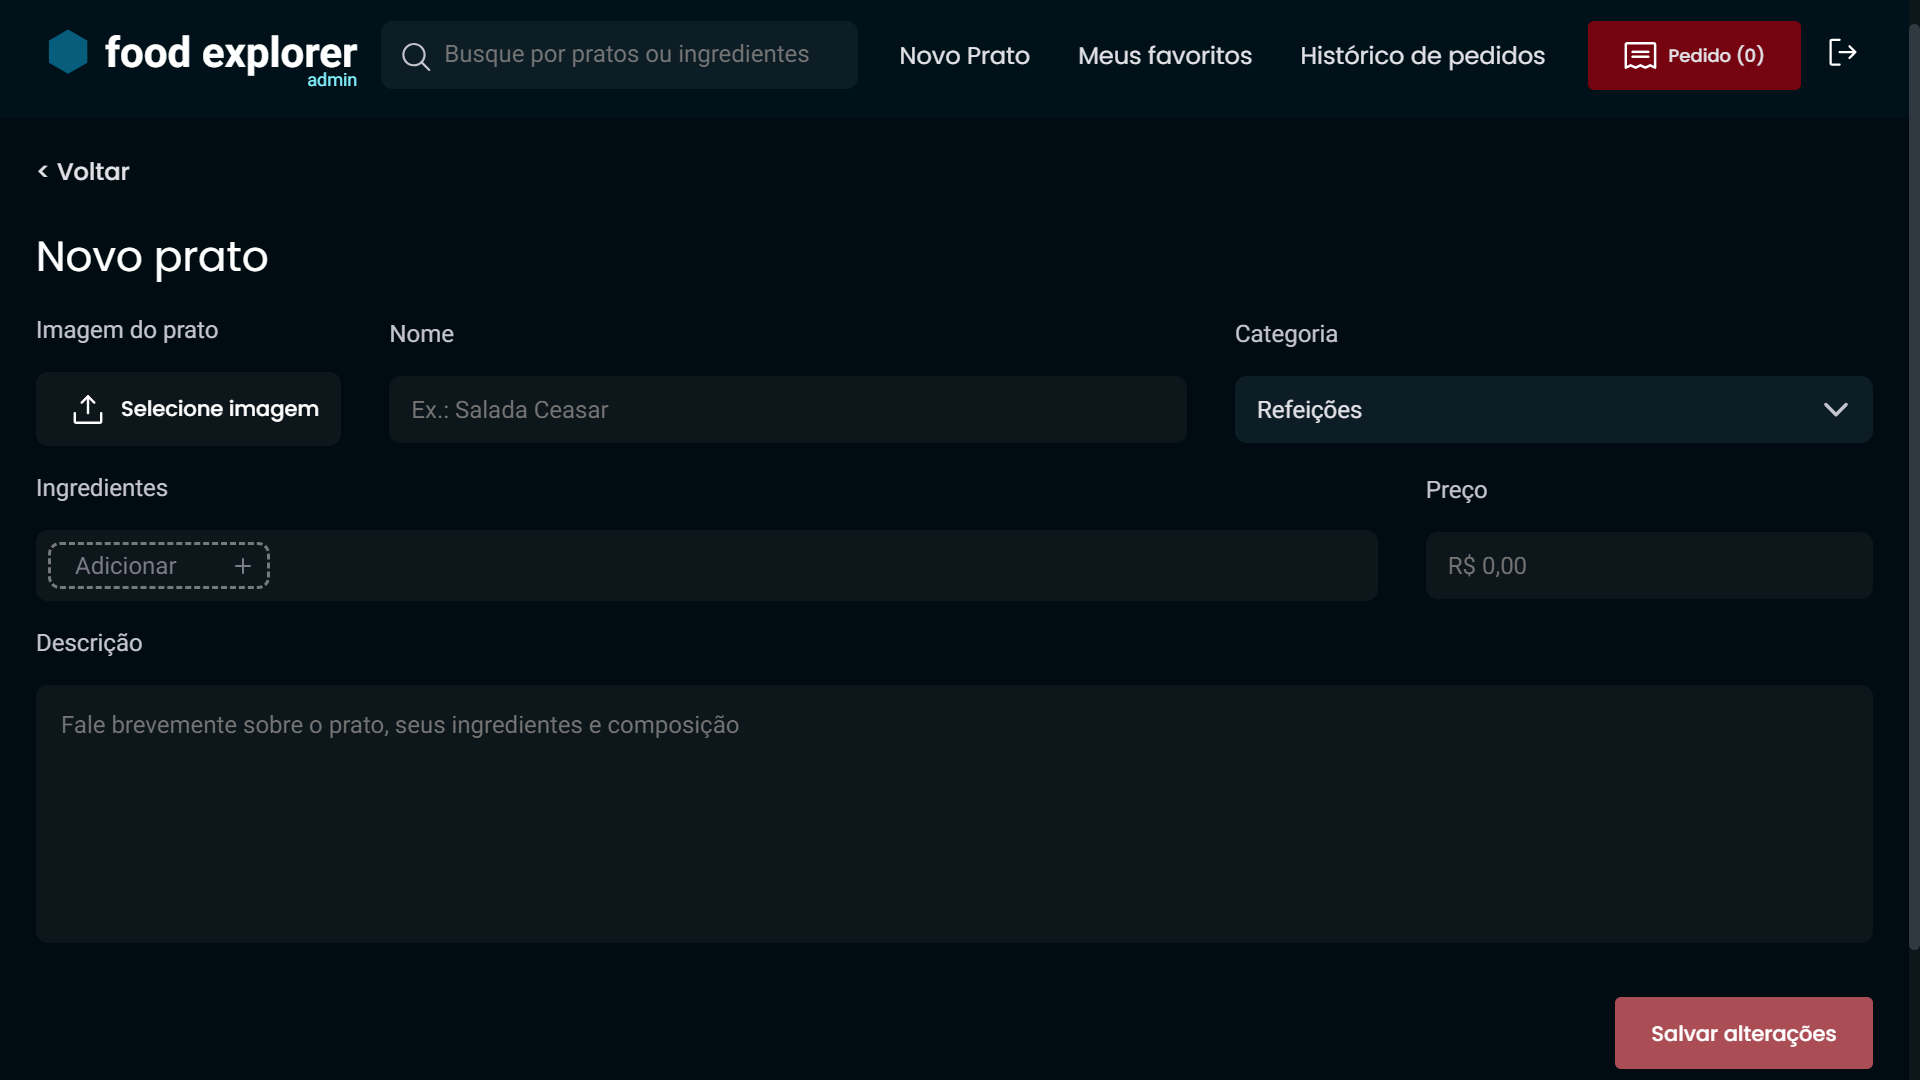 food explorer
admin
Busque por pratos ou ingredientes
Novo Prato
Meus favoritos
Histórico de pedidos
Pedido (0)
< Voltar
Novo prato
Imagem do prato
Nome
Categoria
Selecione imagem
Ex.: Salada Ceasar
Refeições
Ingredientes
Preço
Adicionar +
R$ 0,00
Descrição
Fale brevemente sobre o prato, seus ingredientes e composição
Salvar alterações